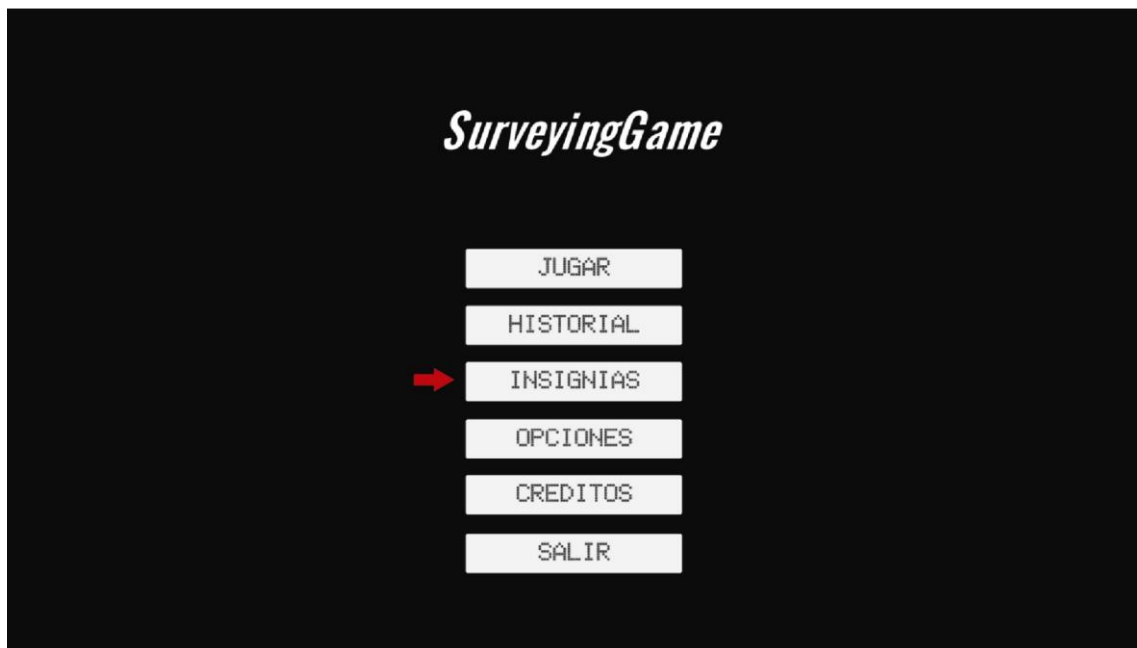 SurveyingGame
JUGAR
HISTORIAL
INSIGNIAS
OPCIONES
CREDITOS
SALIR